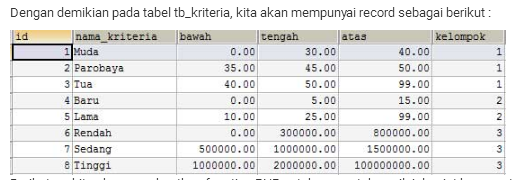 Dengan demikian pada tabel tb_kriteria, kita akan mempunyai record sebagai berikut :
id nama_kriteria bawah tengah atas kelompok
1 Muda 0.00 30.00 40.00 1
2 Parobaya 35.00 45.00 50.00 1
3 Tua 40.00 50.00 99.00 1
4 Baru 0.00 5.00 15.00 2
5 Lama 10.00 25.00 99.00 2
6 Rendah 0.00 300000.00 800000.00 3
7 Sedang 500000.00 1000000.00 1500000.00 3
8 Tinggi 1000000.00 2000000.00 100000000.00 3